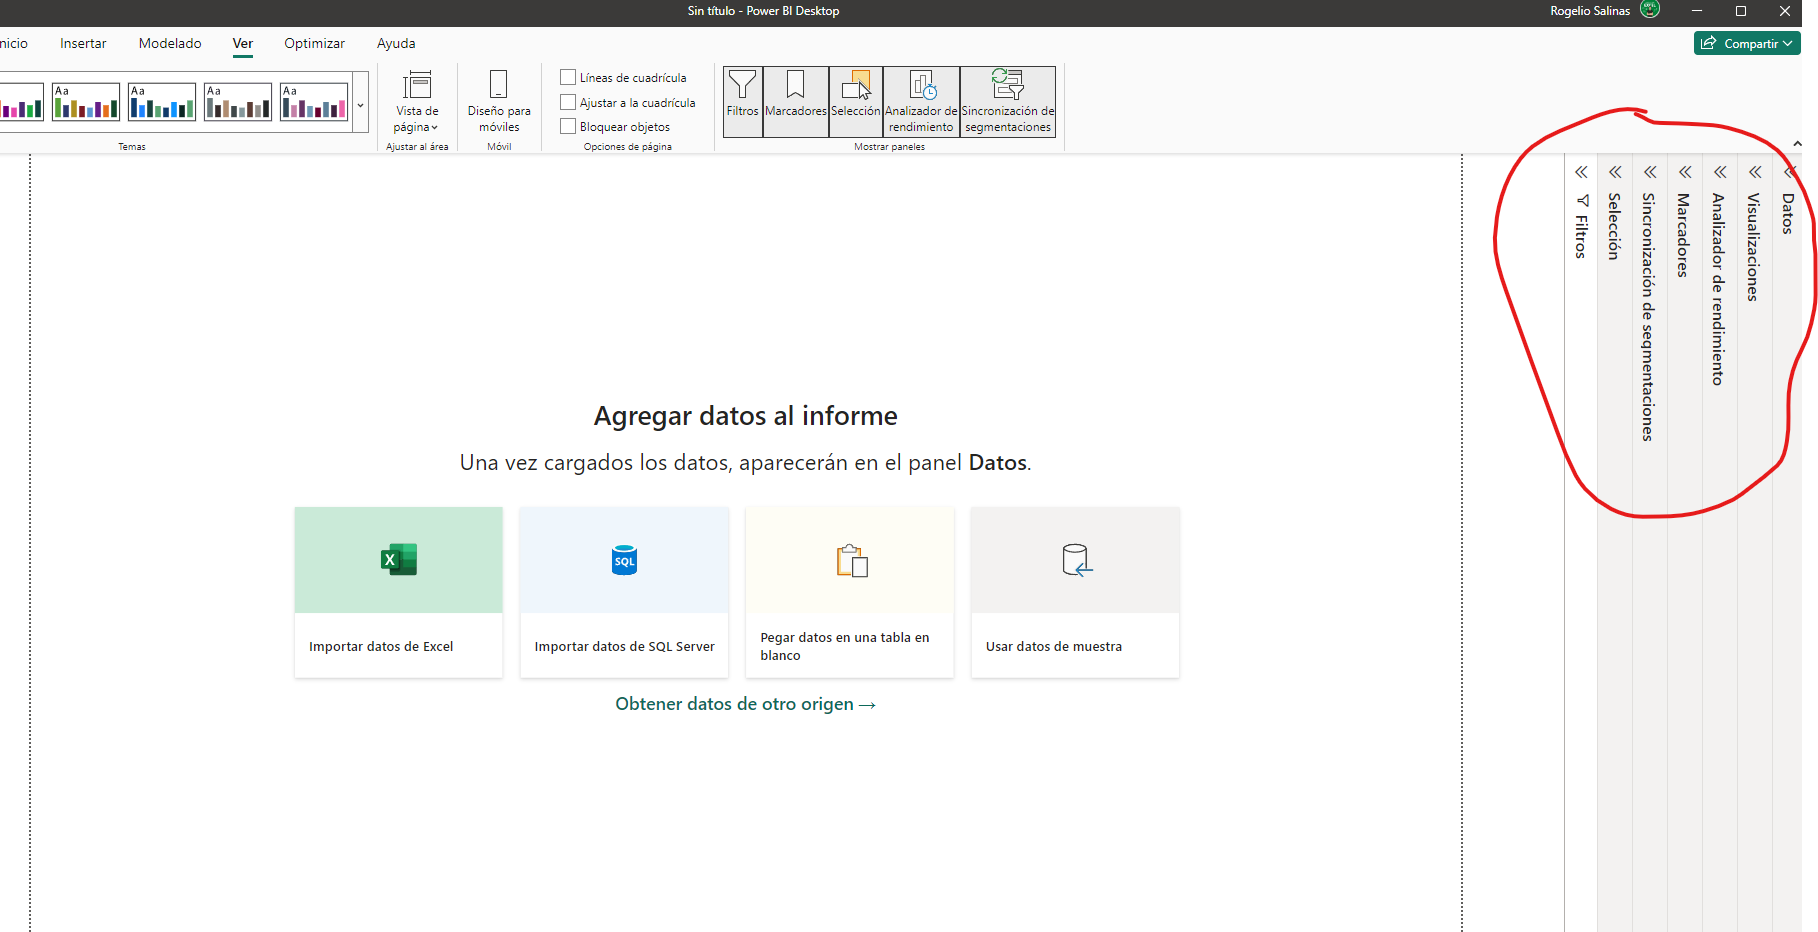 Sin título - Power BI Desktop
Rogelio Salinas
nicio
Insertar
Modelado
Ver
Optimizar
Ayuda
Compartir
Aa
Aa
Aa
Aa
Temas
Vista de
página
Ajustar al área
Diseño para
móviles
Móvil
Líneas de cuadrícula
Ajustar a la cuadrícula
Bloquear objetos
Opciones de página
Filtros
Marcadores
Selección
Analizador de
rendimiento
Sincronización de
segmentaciones
Mostrar paneles
Filtros
Selección
Sincronización de segmentaciones
Marcadores
Analizador de rendimiento
Visualizaciones
Datos
Agregar datos al informe
Una vez cargados los datos, aparecerán en el panel Datos.
X
SQL
Importar datos de Excel
Importar datos de SQL Server
Pegar datos en una tabla en
blanco
Usar datos de muestra
Obtener datos de otro origen →